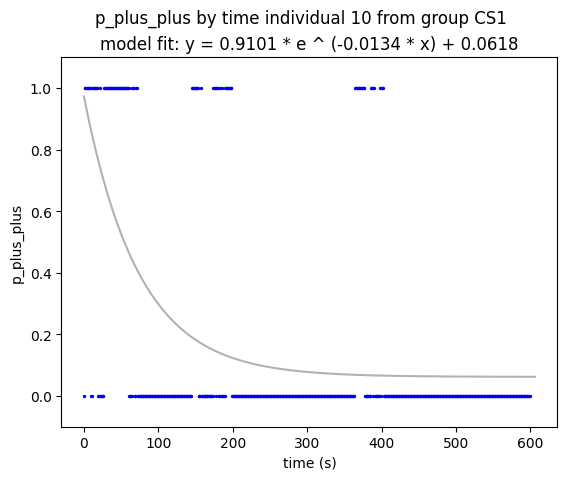 p_plus_plus by time individual 10 from group CS1
model fit: y = 0.9101 * e ^ (-0.0134 * x) + 0.0618
1.0
0.8
0.6
0.4
0.2
0.0
p_plus_plus
0 100 200 300 400 500 600
time (s)